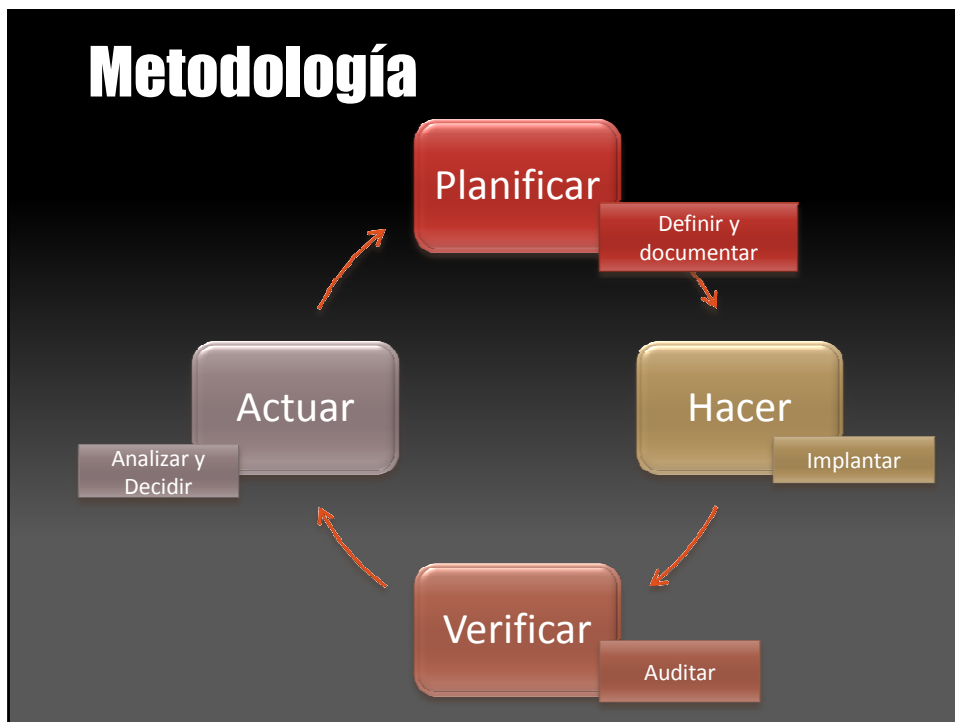 Metodología
Planificar
Definir y
documentar
Hacer
Implantar
Verificar
Auditar
Actuar
Analizar y
Decidir